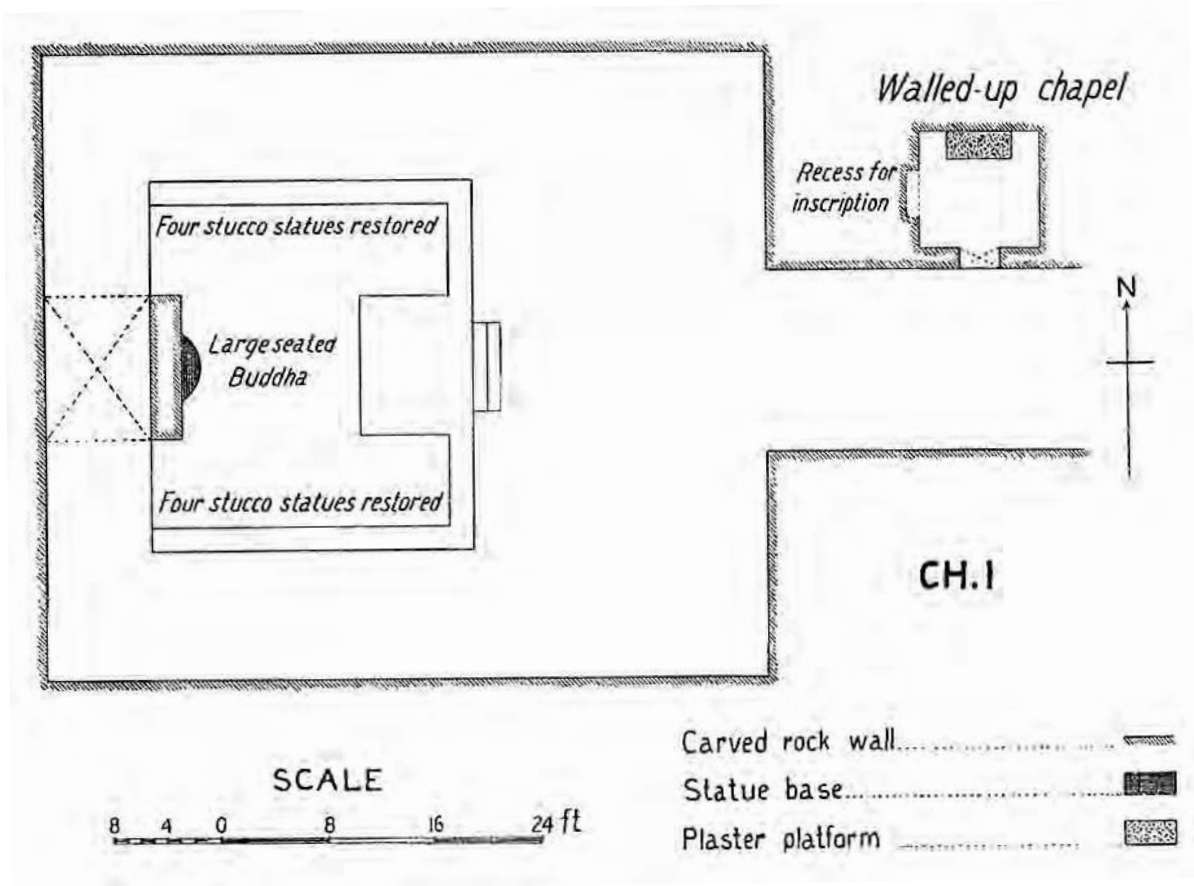 Walled-up chapel
Recess for
inscription
Four stucco statues restored
Large seated
Buddha
N
Four stucco statues restored
CH.1
SCALE
8 4 0 8 16 24 ft
Carved rock wall
Statue base
Plaster platform